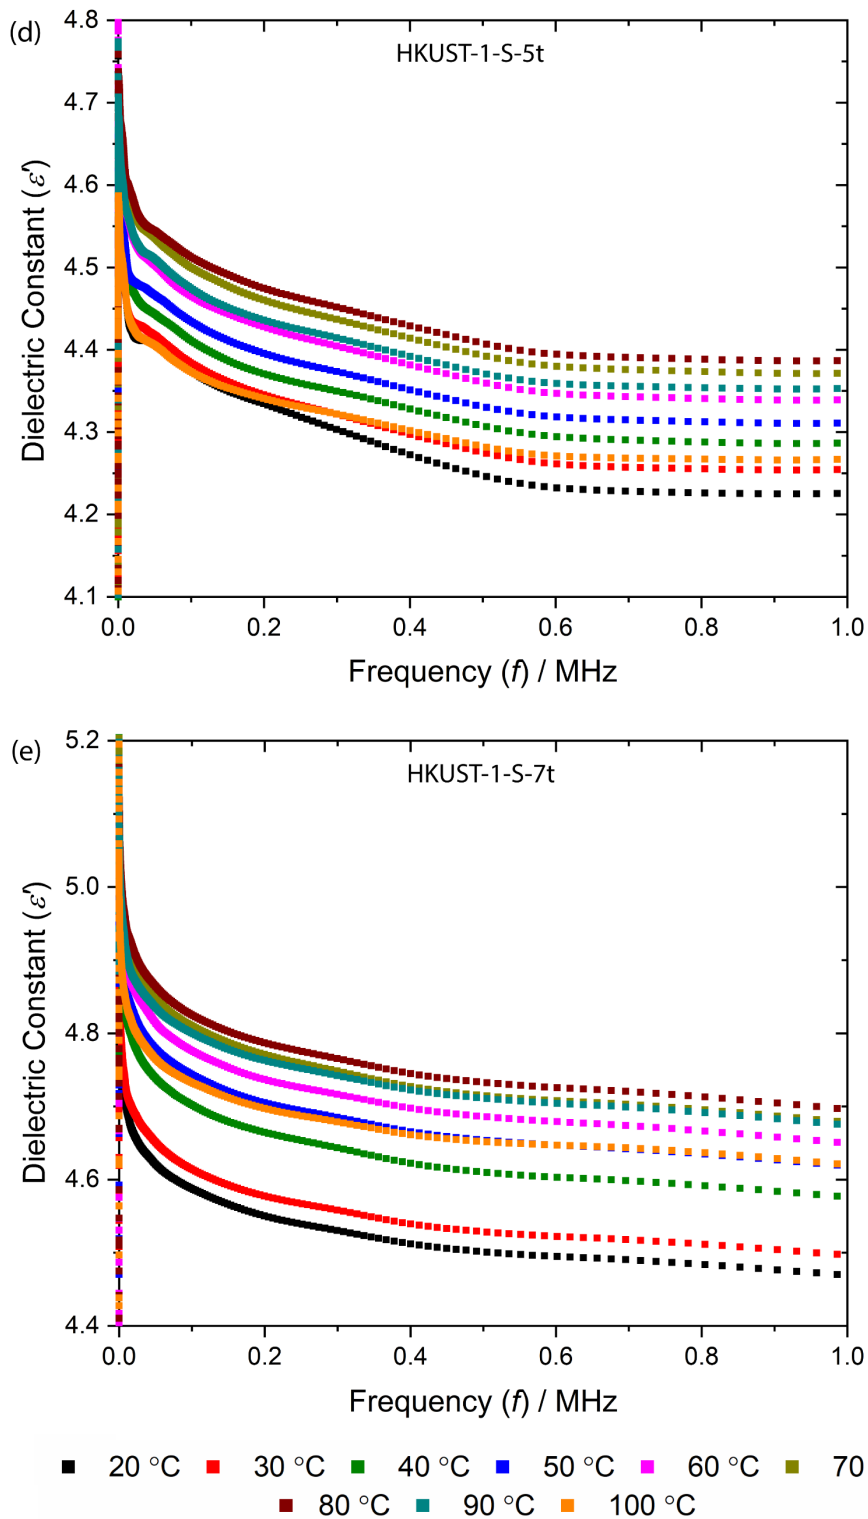 (d)
HKUST-1-S-5t
4.8
4.7
4.6
4.5
4.4
4.3
4.2
4.1
Dielectric Constant (ε')
0.0 0.2 0.4 0.6 0.8 1.0
Frequency (f) / MHz
(e)
HKUST-1-S-7t
5.2
5.0
4.8
4.6
4.4
Dielectric Constant (ε')
0.0 0.2 0.4 0.6 0.8 1.0
Frequency (f) / MHz
20 °C 30 °C 40 °C 50 °C 60 °C 70
80 °C 90 °C 100 °C